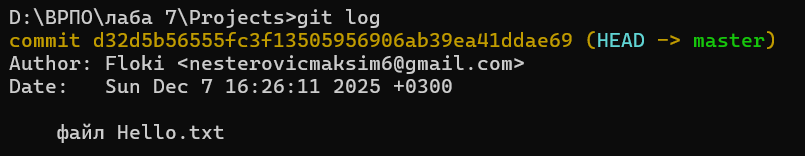 D:\ВРПО\лаба 7\Projects>git log
commit d32d5b56555fc3f13505956906ab39ea41ddae69 (HEAD -> master)
Author: Floki <nesterovicmaksim6@gmail.com>
Date:   Sun Dec 7 16:26:11 2025 +0300
файл Hello.txt